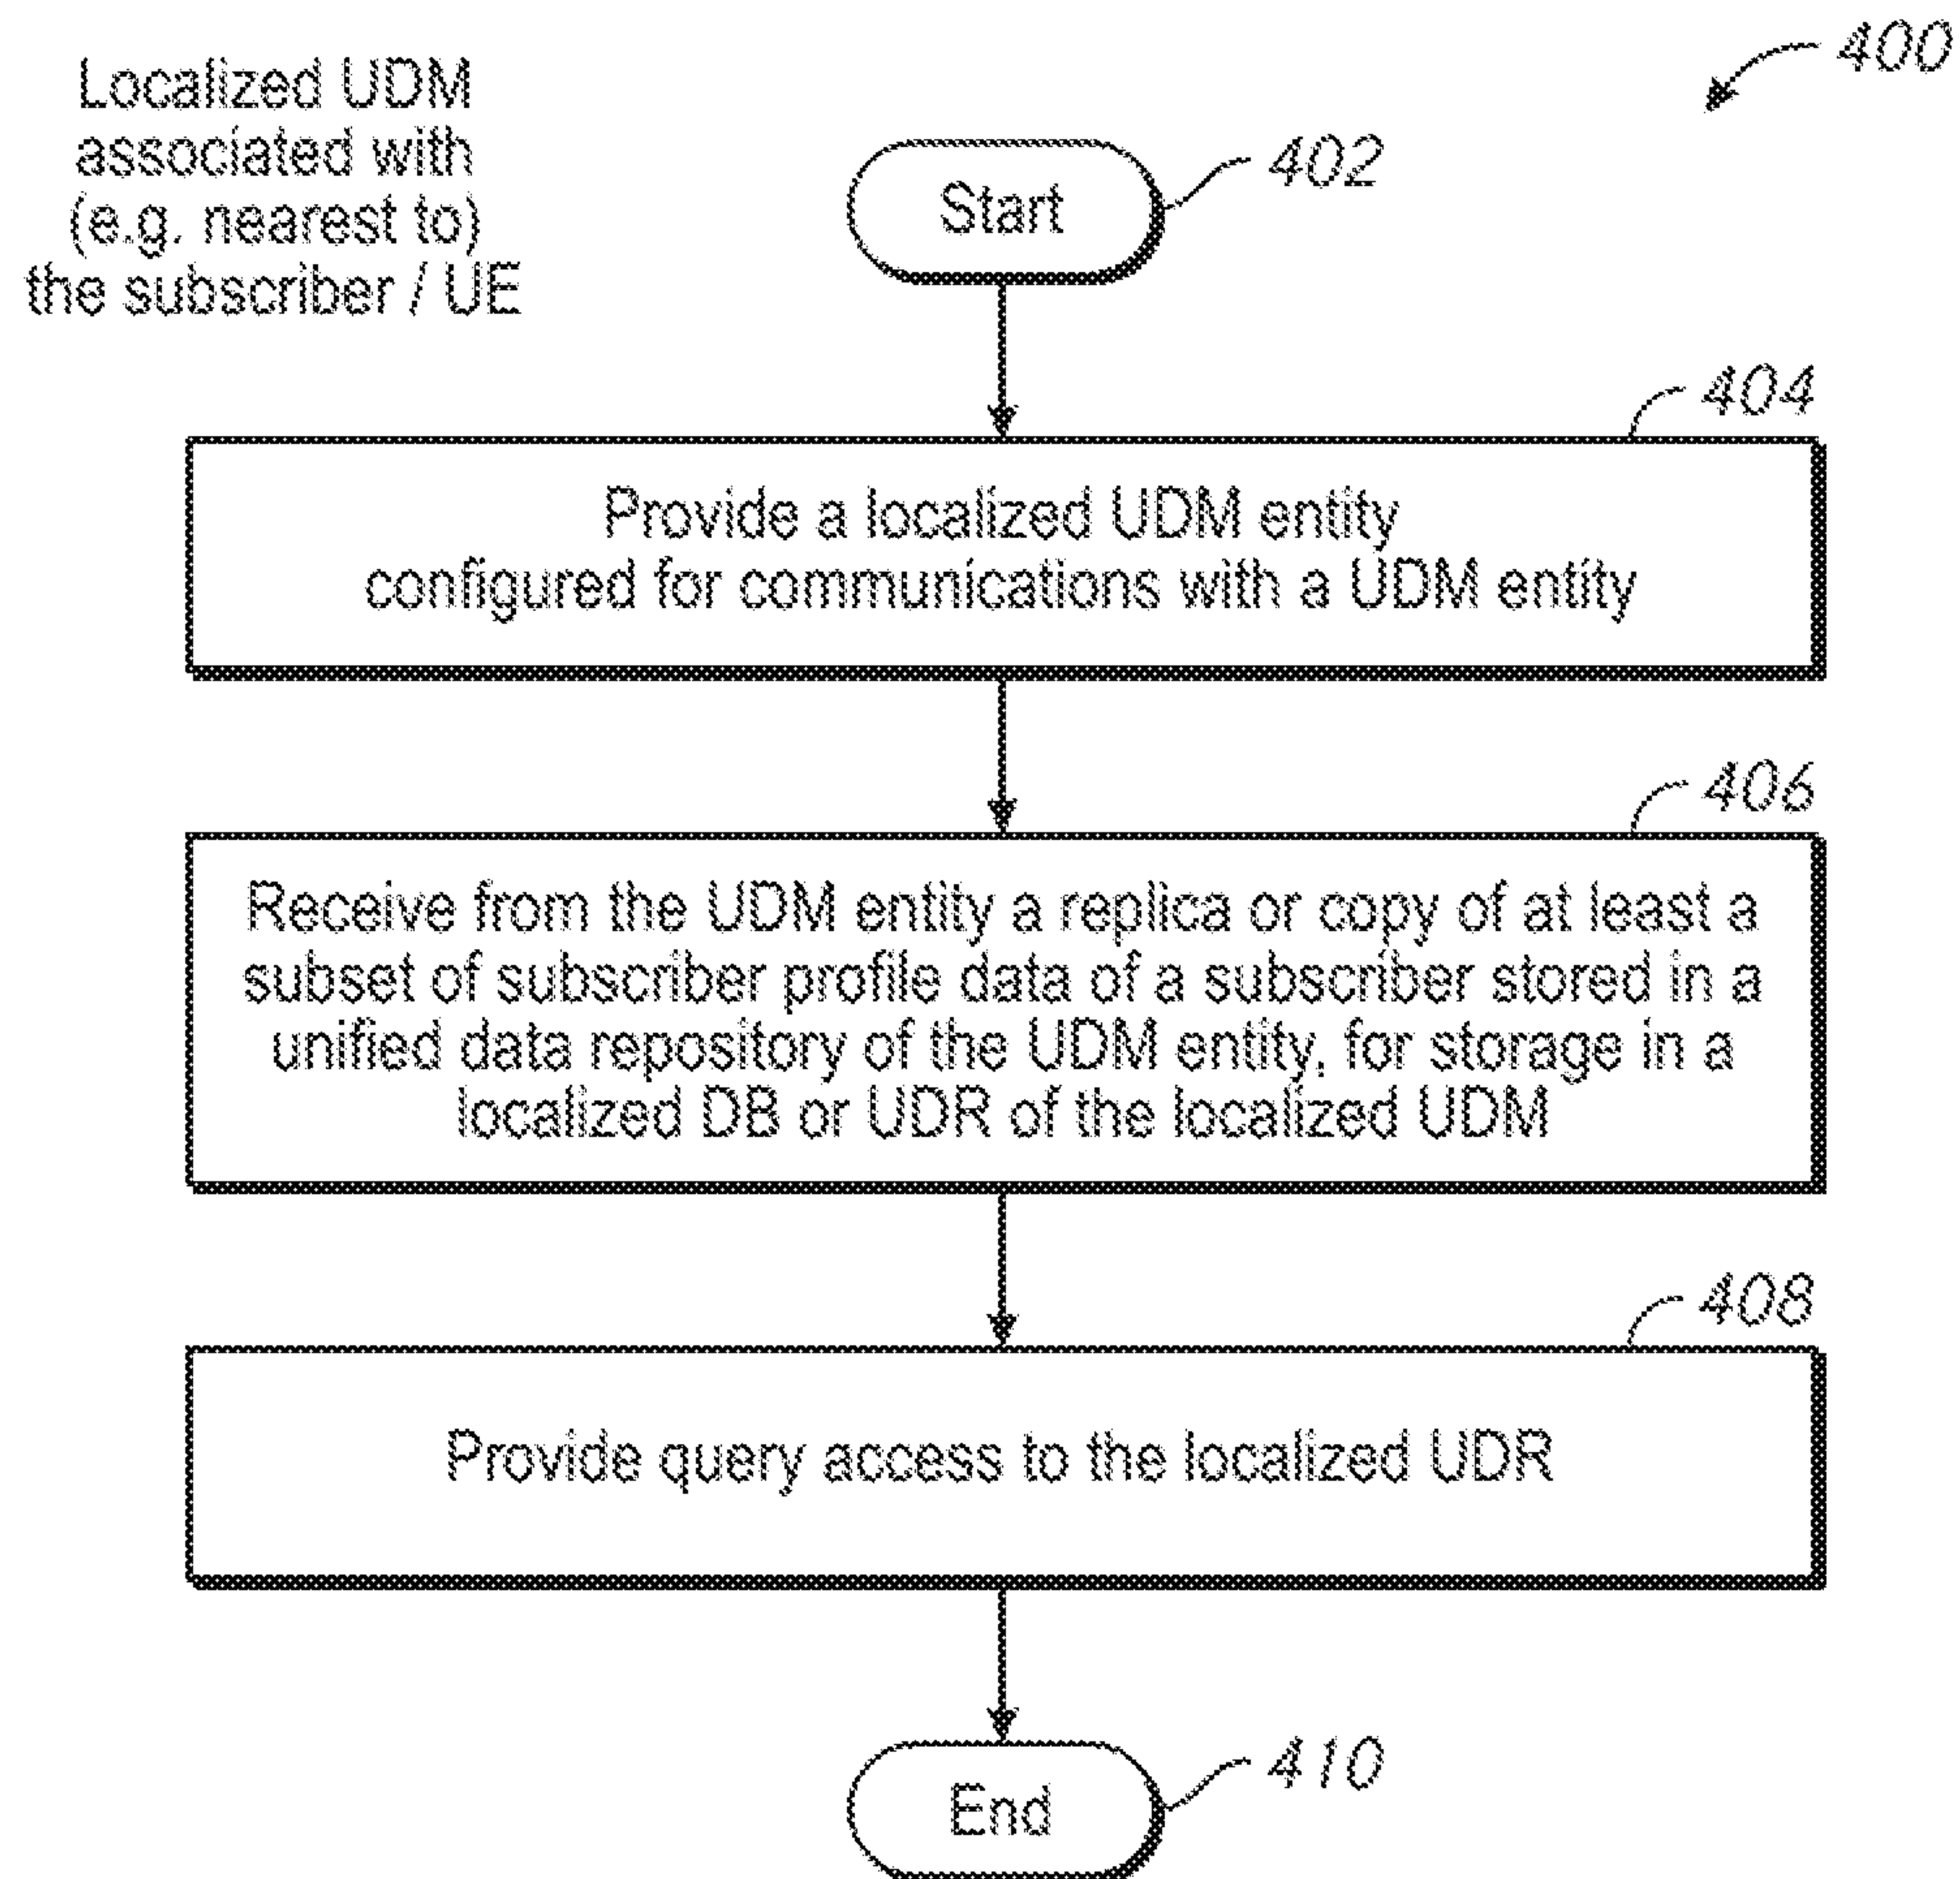 400
Localized UDM
associated with
(e.g. nearest to)
the subscriber / UE
Start
402
404
Provide a localized UDM entity
configured for communications with a UDM entity
406
Receive from the UDM entity a replica or copy of at least a
subset of subscriber profile data of a subscriber stored in a
unified data repository of the UDM entity, for storage in a
localized DB or UDR of the localized UDM
408
Provide query access to the localized UDR
End
410